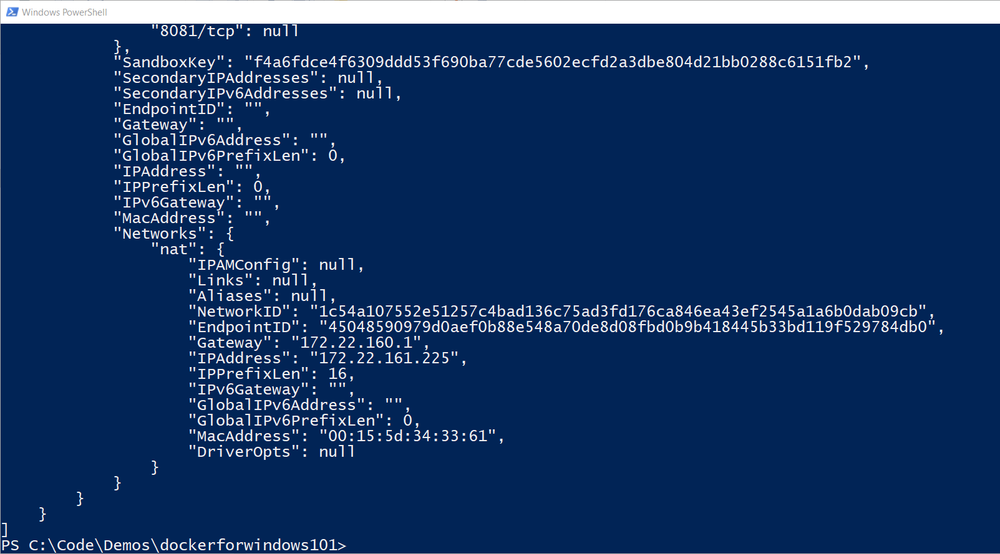 Windows PowerShell
                "8081/tcp": null
            },
            "SandboxKey": "f4a6fdce4f6309ddd53f690ba77cde5602ecfd2a3dbe804d21bb0288c6151fb2",
            "SecondaryIPAddresses": null,
            "SecondaryIPv6Addresses": null,
            "EndpointID": "",
            "Gateway": "",
            "GlobalIPv6Address": "",
            "GlobalIPv6PrefixLen": 0,
            "IPAddress": "",
            "IPPrefixLen": 0,
            "IPv6Gateway": "",
            "MacAddress": "",
            "Networks": {
                "nat": {
                    "IPAMConfig": null,
                    "Links": null,
                    "Aliases": null,
                    "NetworkID": "1c54a107552e51257c4bad136c75ad3fd176ca846ea43ef2545a1a6b0dab09cb",
                    "EndpointID": "45048590979d0aef0b88e548a70de8d08fbd0b9b418445b33bd119f529784db0",
                    "Gateway": "172.22.160.1",
                    "IPAddress": "172.22.161.225",
                    "IPPrefixLen": 16,
                    "IPv6Gateway": "",
                    "GlobalIPv6Address": "",
                    "GlobalIPv6PrefixLen": 0,
                    "MacAddress": "00:15:5d:34:33:61",
                    "DriverOpts": null
                }
            }
        }
    }
]
PS C:\Code\Demos\dockerforwindows101>